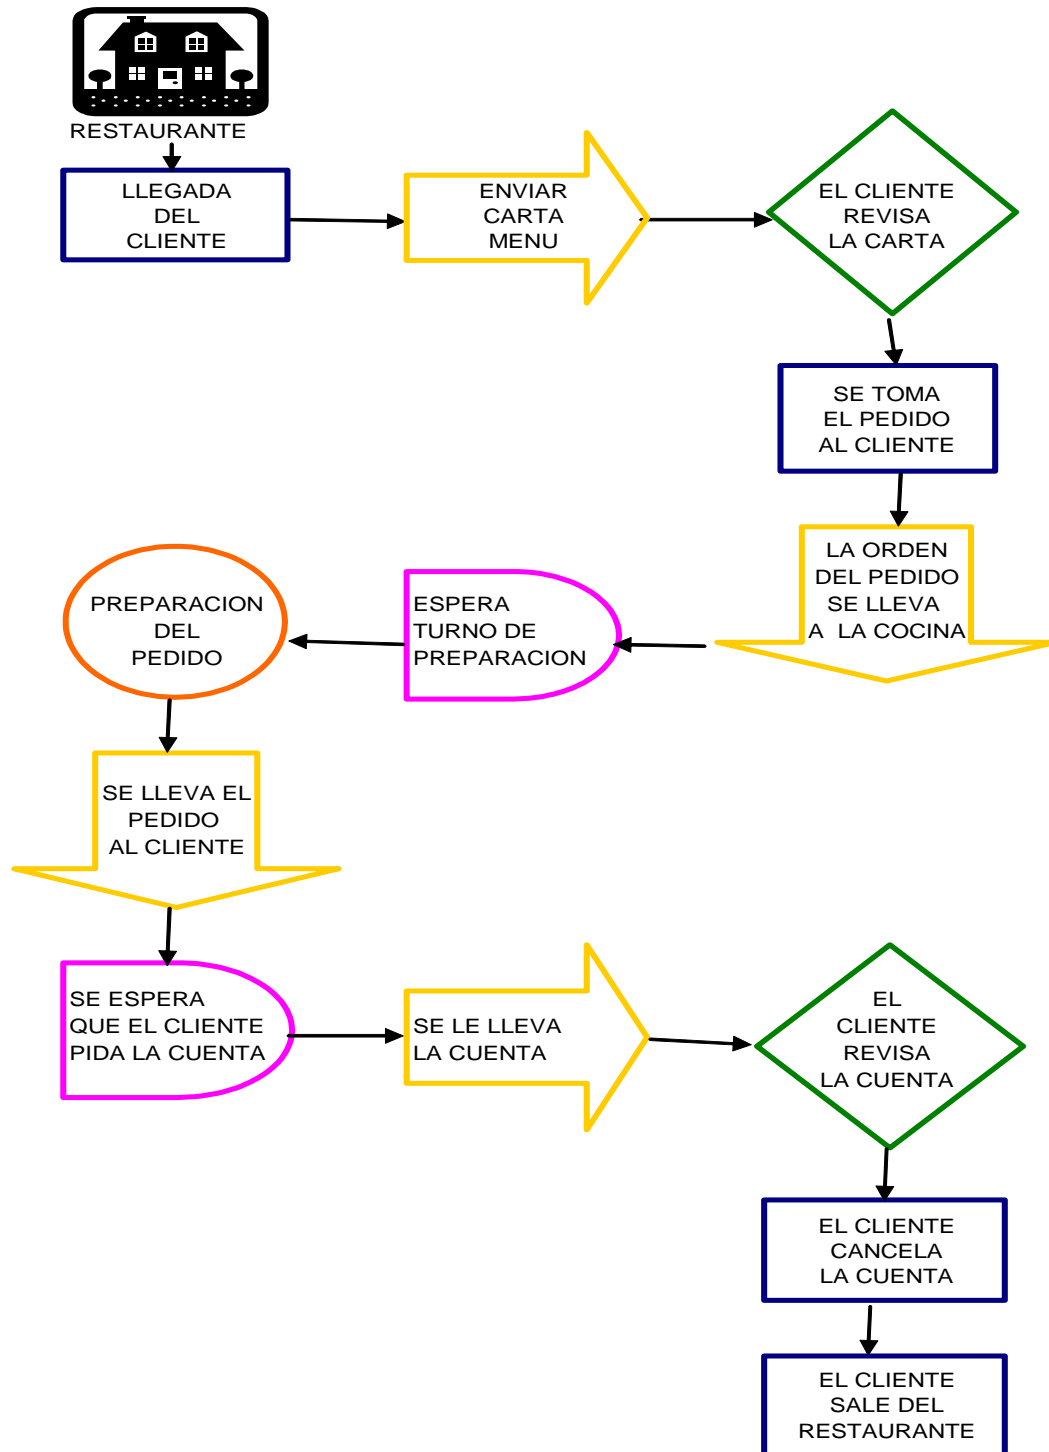 RESTAURANTE
LLEGADA
DEL
CLIENTE
ENVIAR
CARTA
MENU
EL CLIENTE
REVISA
LA CARTA
SE TOMA
EL PEDIDO
AL CLIENTE
LA ORDEN
DEL PEDIDO
SE LLEVA
A LA COCINA
ESPERA
TURNO DE
PREPARACION
PREPARACION
DEL
PEDIDO
SE LLEVA EL
PEDIDO
AL CLIENTE
SE ESPERA
QUE EL CLIENTE
PIDA LA CUENTA
SE LE LLEVA
LA CUENTA
EL
CLIENTE
REVISA
LA CUENTA
EL CLIENTE
CANCELA
LA CUENTA
EL CLIENTE
SALE DEL
RESTAURANTE